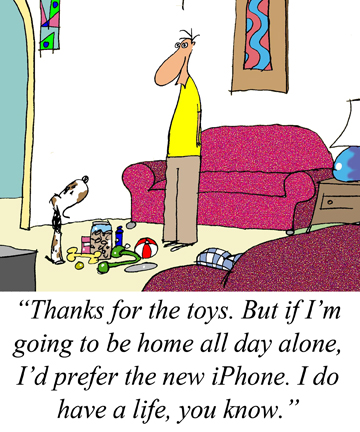 “Thanks for the toys. But if I’m
going to be home all day alone,
I’d prefer the new iPhone. I do
have a life, you know.”